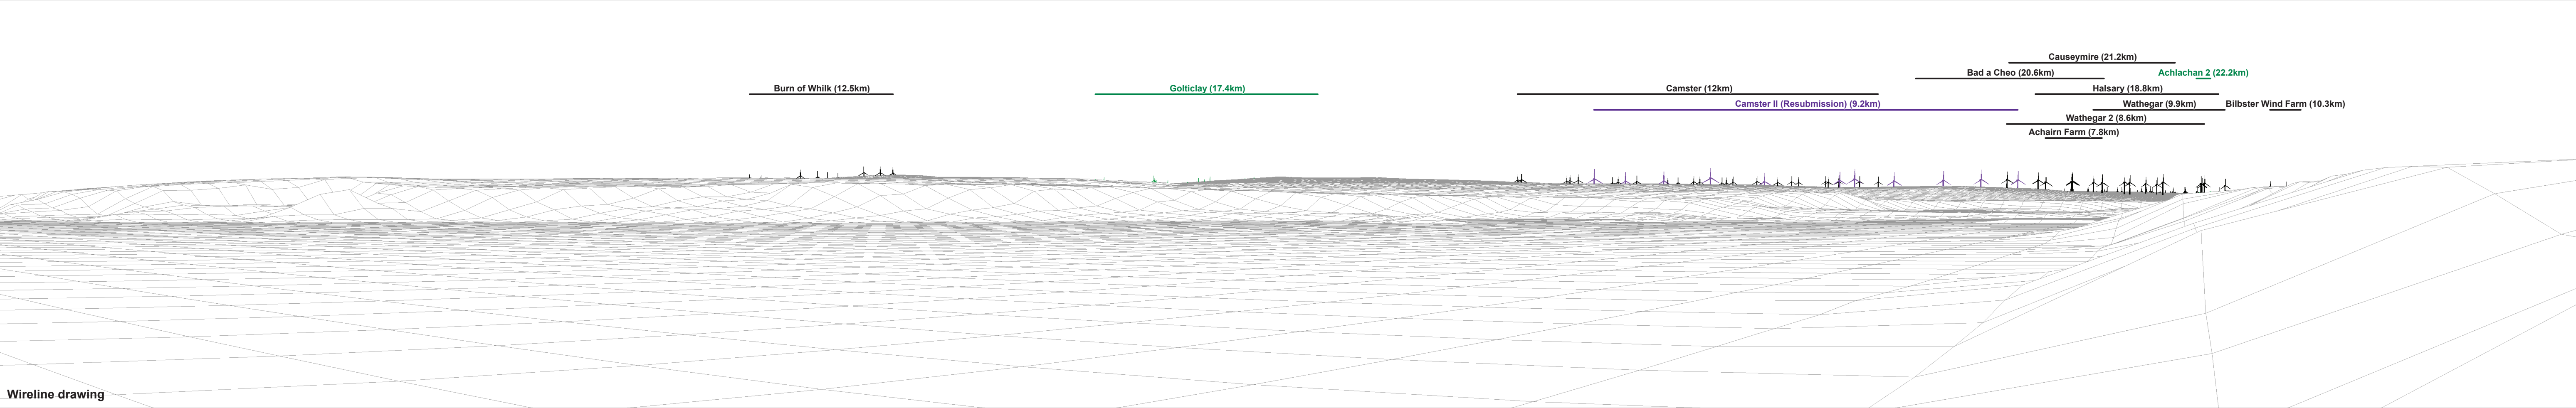 Causeymire (21.2km)
Bad a Cheo (20.6km)
Achlachan 2 (22.2km)
Burn of Whilk (12.5km)
Golticlay (17.4km)
Camster (12km)
Halsary (18.8km)
Camster II (Resubmission) (9.2km)
Wathegar (9.9km)
Bilbster Wind Farm (10.3km)
Wathegar 2 (8.6km)
Achairn Farm (7.8km)
Wireline drawing